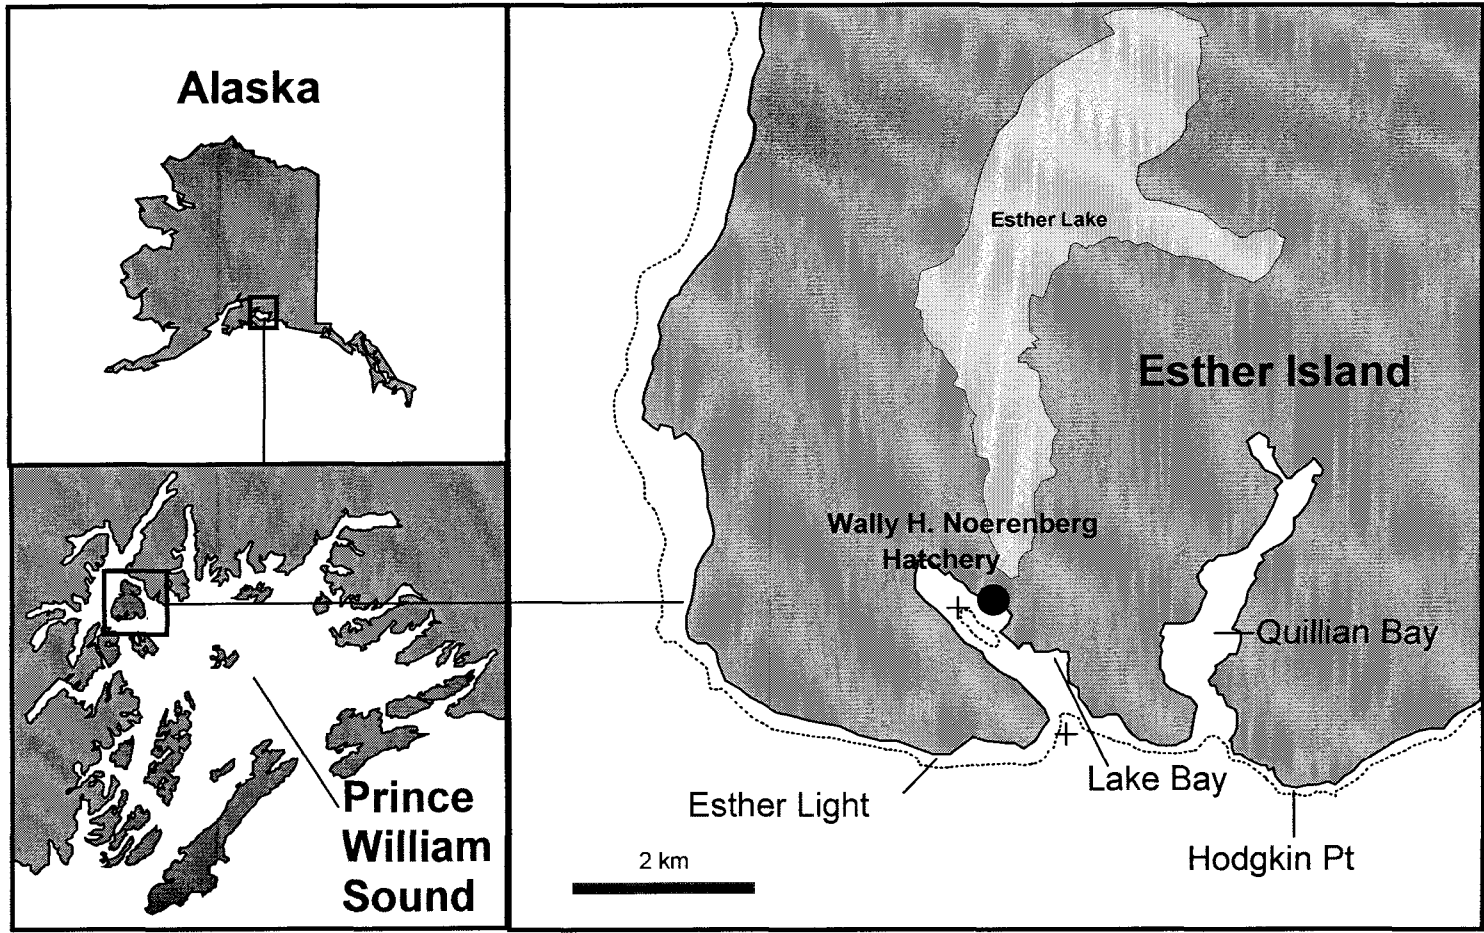 Alaska
Prince
William
Sound
Esther Lake
Esther Island
Wally H. Noerenberg
Hatchery
Quillian Bay
Lake Bay
Esther Light
Hodgkin Pt
2 km